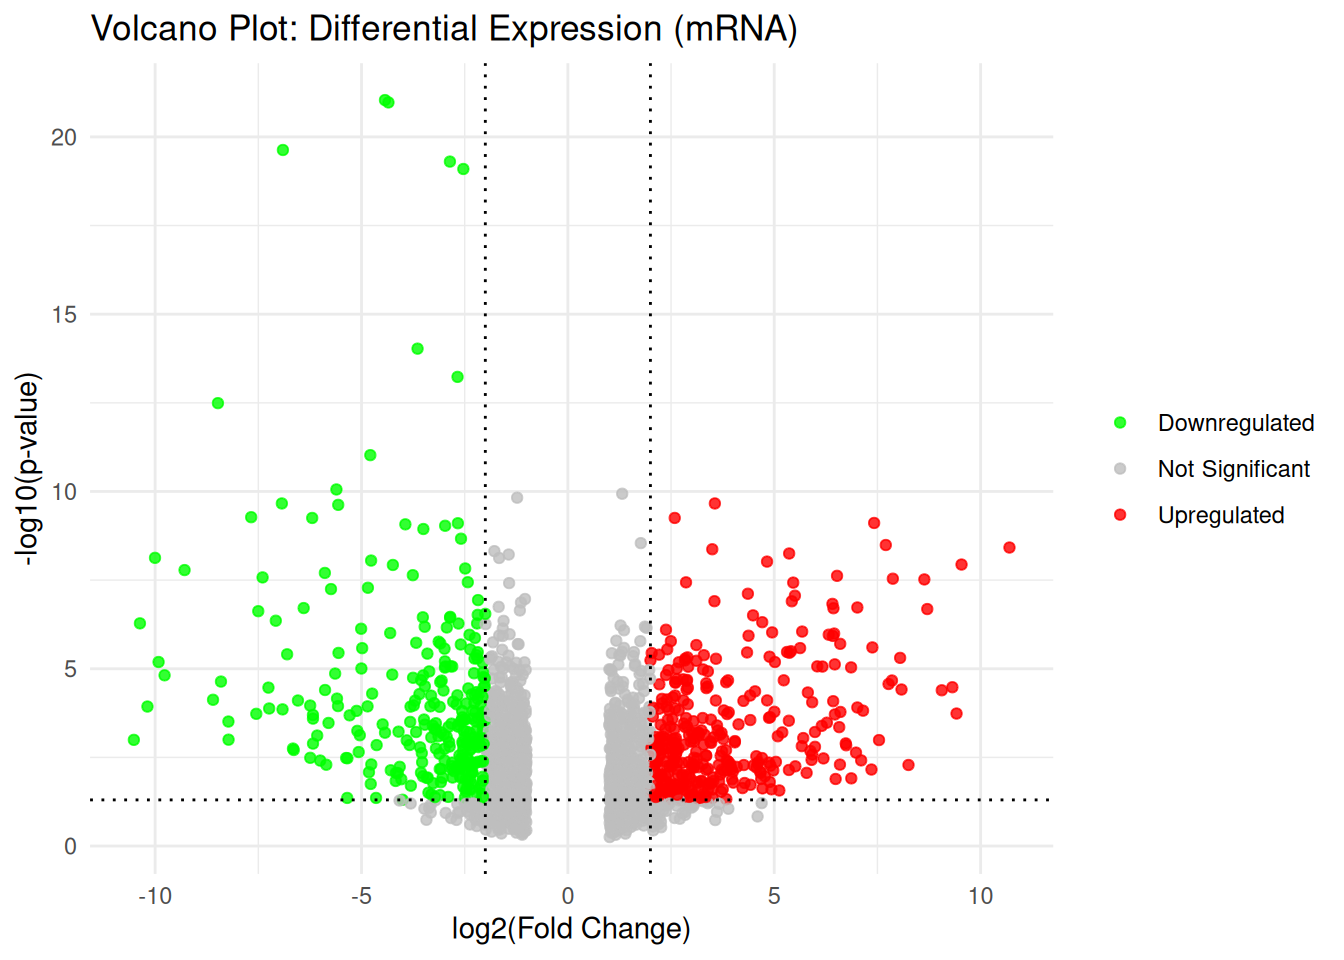 Volcano Plot: Differential Expression (mRNA)
20
15
10
5
0
-log10(p-value)
-10
-5
0
5
10
log2(Fold Change)
Downregulated
Not Significant
Upregulated